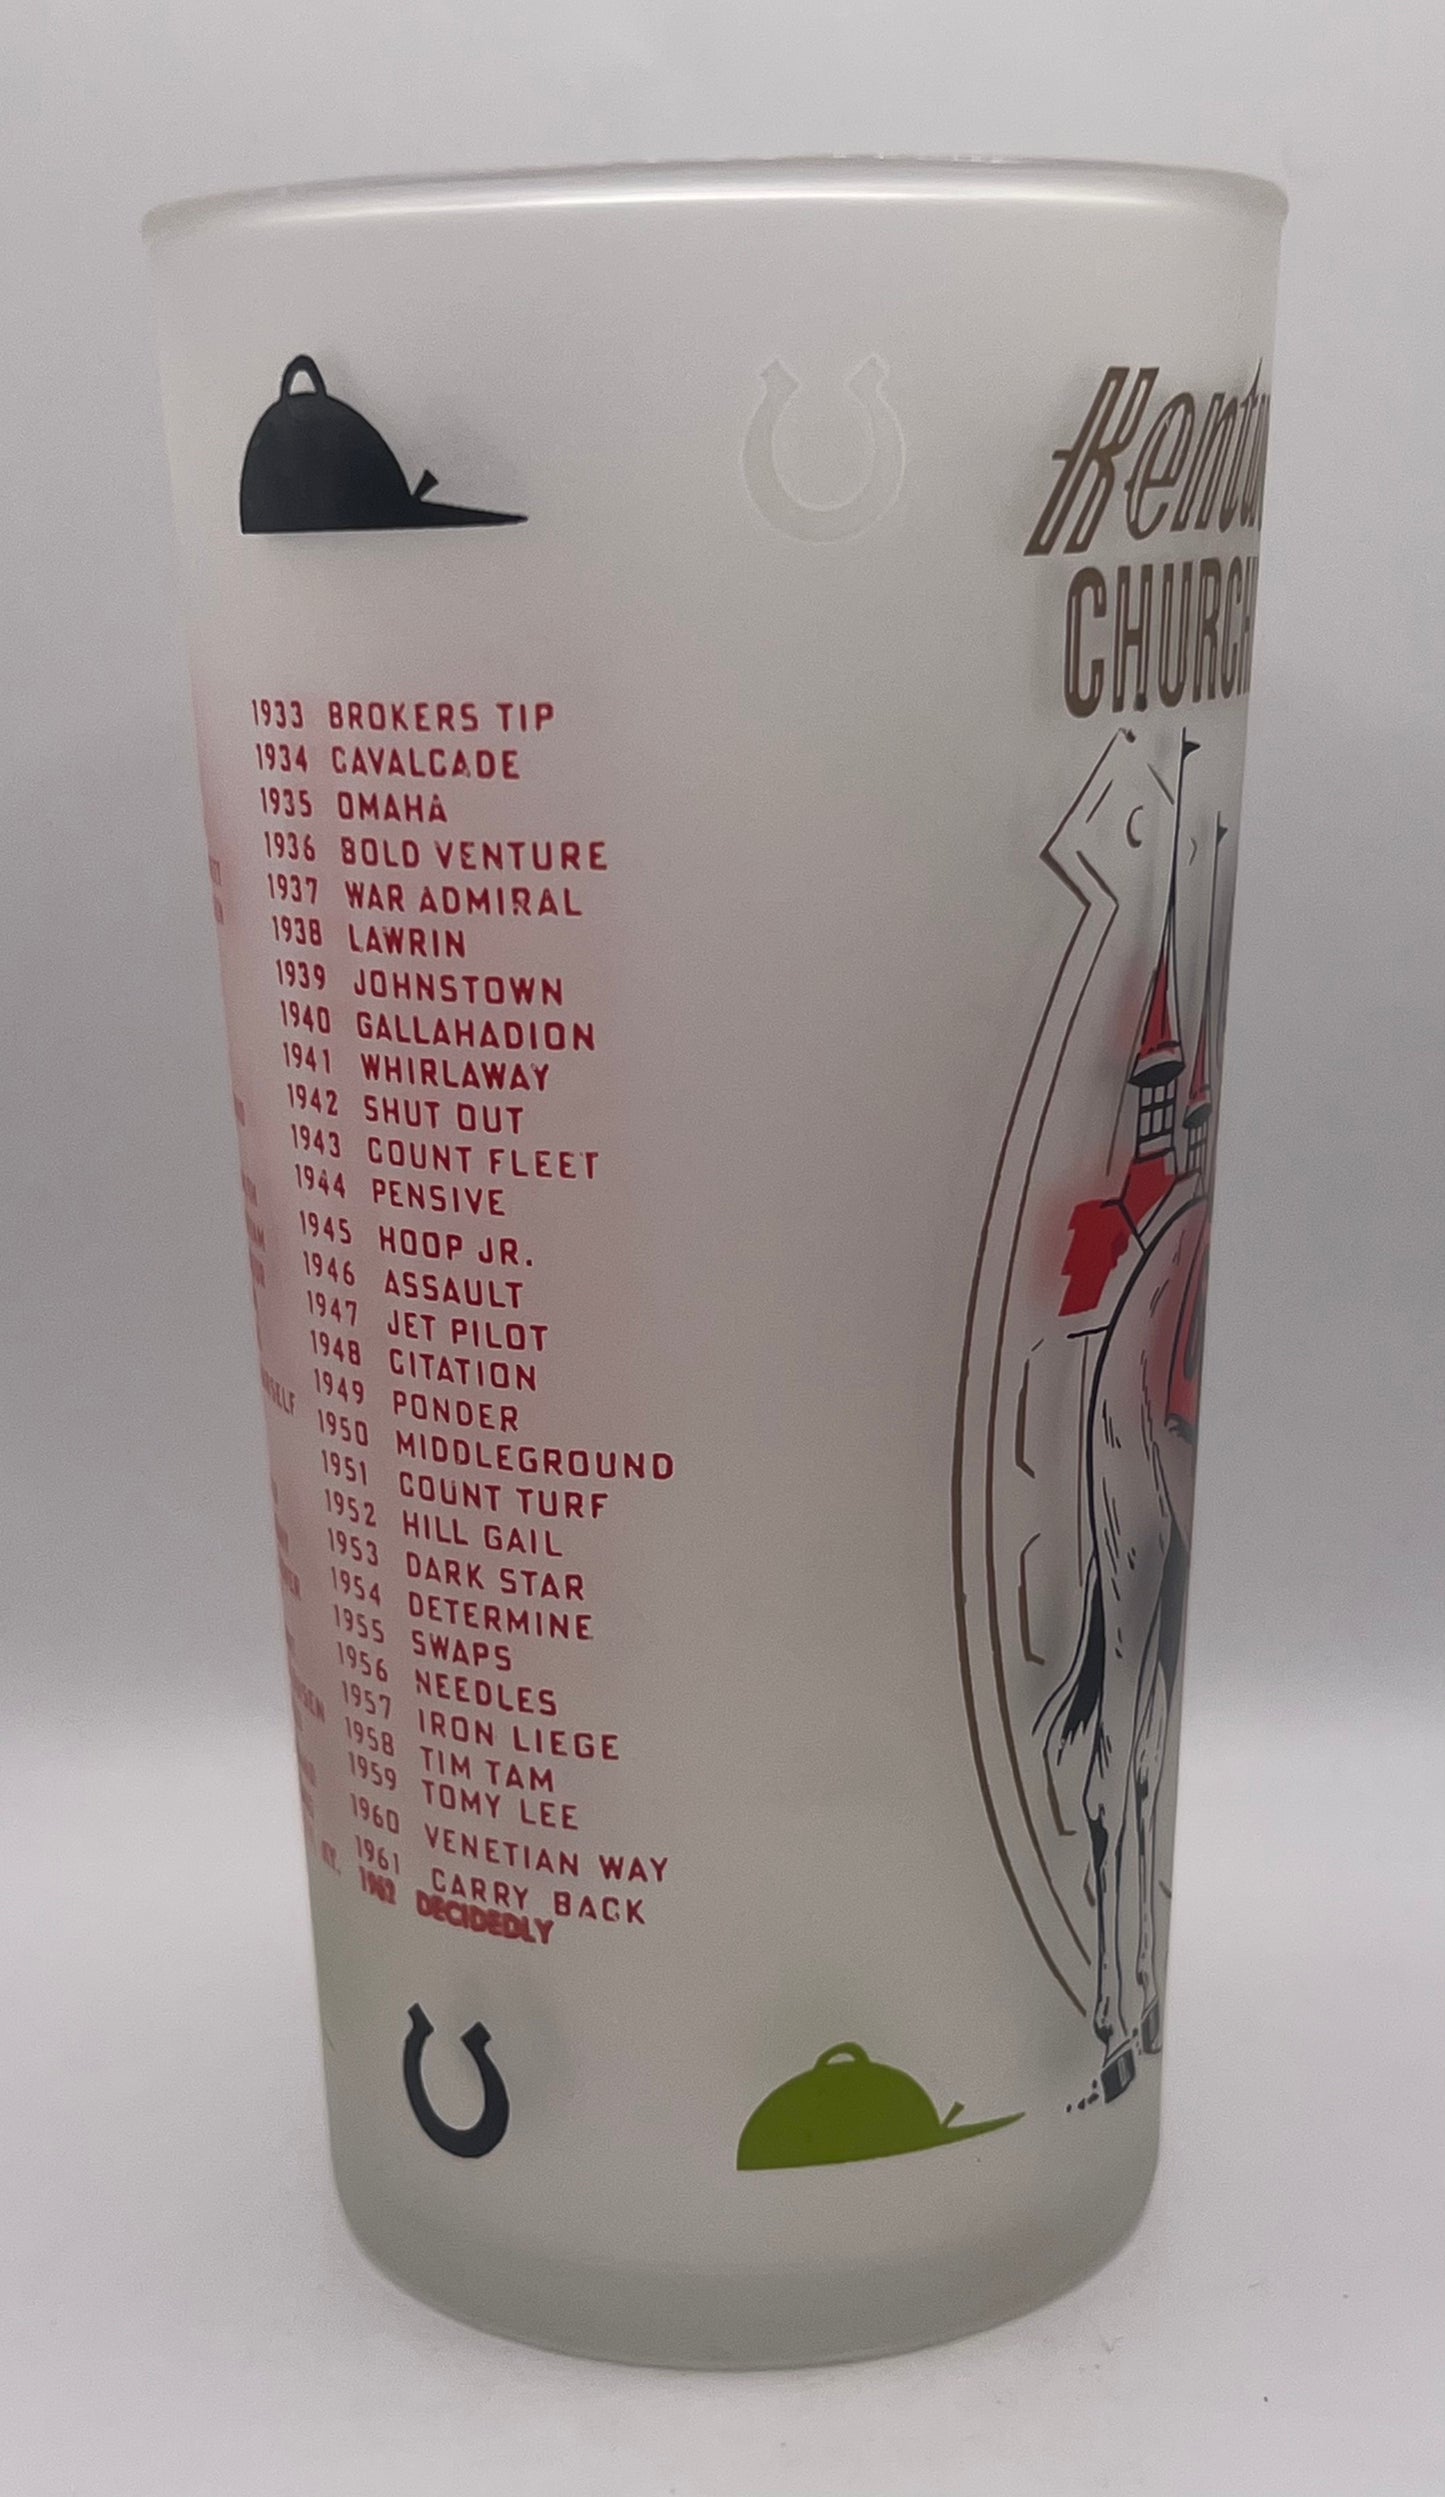 Kentu
CHURCH
1933 BROKERS TIP
1934 CAVALCADE
1935 OMAHA
1936 BOLD VENTURE
1937 WAR ADMIRAL
1938 LAWRIN
1939 JOHNSTOWN
1940 GALLAHADION
1941 WHIRLAWAY
1942 SHUT OUT
1943 COUNT FLEET
1944 PENSIVE
1945 HOOP JR.
1946 ASSAULT
1947 JET PILOT
1948 CITATION
1949 PONDER
1950 MIDDLEGROUND
1951 COUNT TURF
1952 HILL GAIL
1953 DARK STAR
1954 DETERMINE
1955 SWAPS
1956 NEEDLES
1957 IRON LIEGE
1958 TIM TAM
1959 TOMY LEE
1960 VENETIAN WAY
1961 CARRY BACK
1962 DECIDEDLY